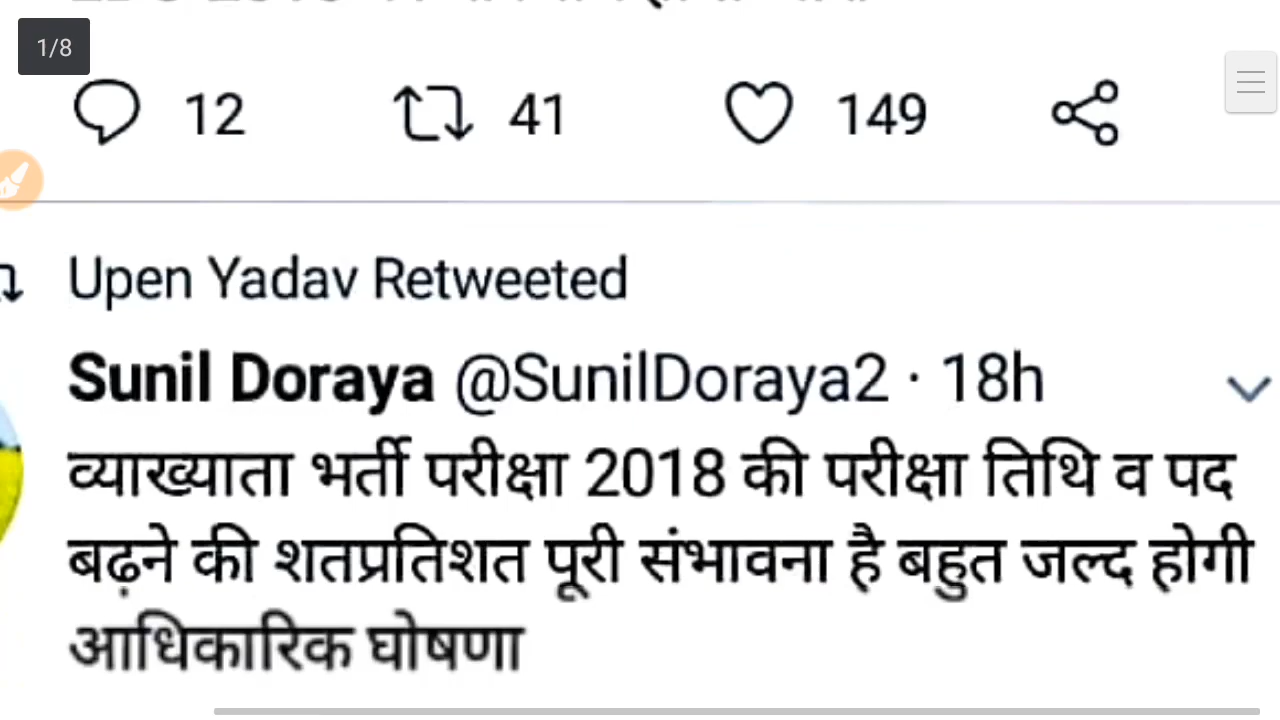 1/8
12 41 149
Upen Yadav Retweeted
Sunil Doraya @SunilDoraya2 · 18h
व्याख्याता भर्ती परीक्षा 2018 की परीक्षा तिथि व पद
बढ़ने की शतप्रतिशत पूरी संभावना है बहुत जल्द होगी
आधिकारिक घोषणा